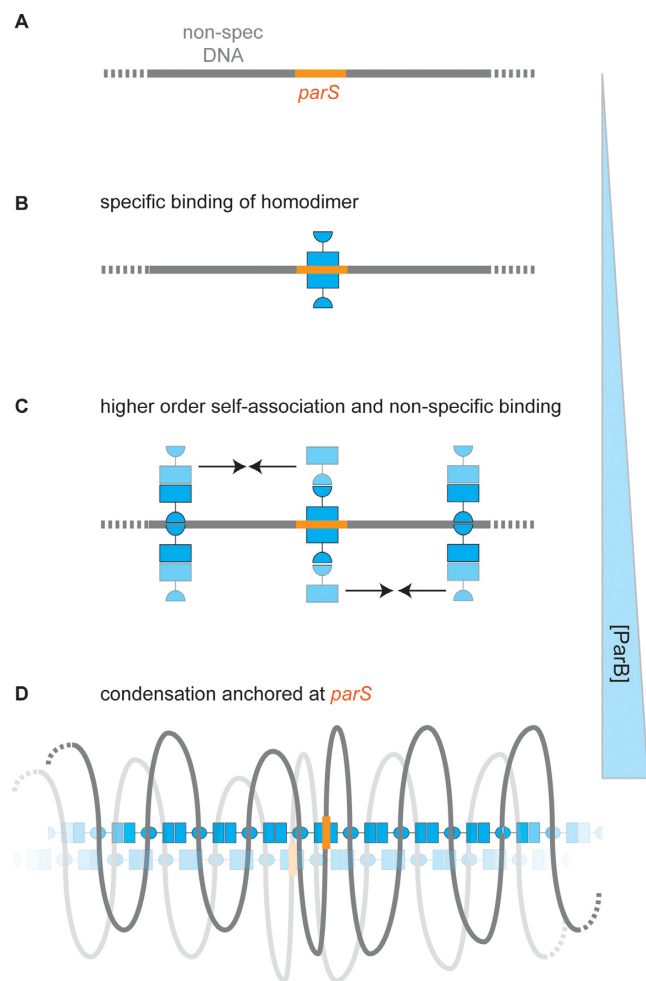 A
non-spec
DNA
parS
B specific binding of homodimer
C higher order self-association and non-specific binding
[ParB]
D condensation anchored at parS